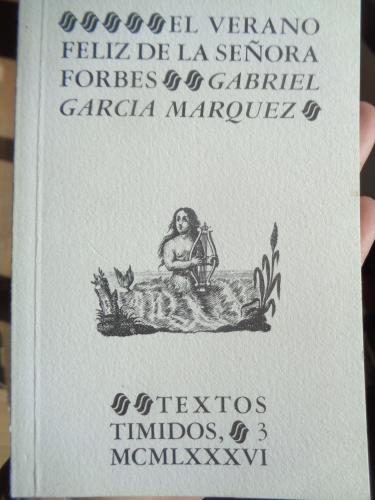 EL VERANO
FELIZ DE LA SEÑORA
FORBES GABRIEL
GARCIA MARQUEZ
TEXTOS
TIMIDOS, 3
MCMLXXXVI